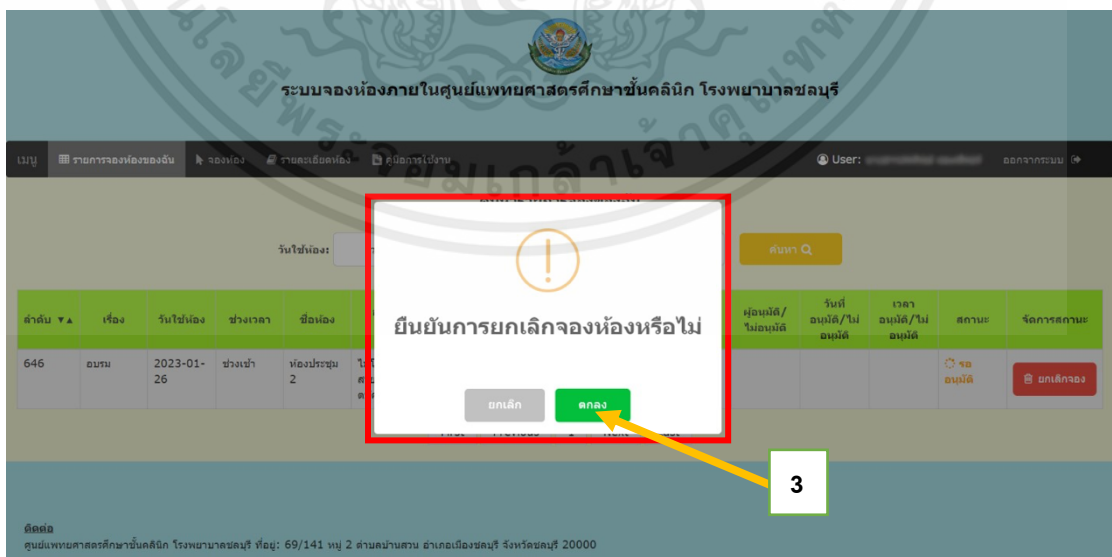 ระบบจองห้องภายในศูนย์แพทยศาสตรศึกษาชั้นคลินิก โรงพยาบาลชลบุรี
เมนู รายการจองห้องของฉัน จองห้อง รายละเอียดห้อง คู่มือการใช้งาน User: ออกจากระบบ
วันใช้ห้อง: ค้นหา
ยืนยันการยกเลิกจองห้องหรือไม่
ยกเลิก ตกลง
ลำดับ ▼▲ เรื่อง วันใช้ห้อง ช่วงเวลา ชื่อห้อง ผู้อนุมัติ/ไม่อนุมัติ วันที่อนุมัติ/ไม่อนุมัติ เวลาอนุมัติ/ไม่อนุมัติ สถานะ จัดการสถานะ
646 อบรม 2023-01-26 ช่วงเช้า ห้องประชุม 2 รออนุมัติ ยกเลิกจอง
3
ติดต่อ
ศูนย์แพทยศาสตรศึกษาชั้นคลินิก โรงพยาบาลชลบุรี ที่อยู่: 69/141 หมู่ 2 ตำบลบ้านสวน อำเภอเมืองชลบุรี จังหวัดชลบุรี 20000